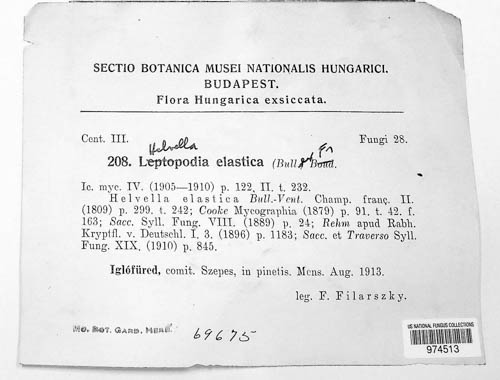 SECTIO BOTANICA MUSEI NATIONALIS HUNGARICI.
BUDAPEST.
Flora Hungarica exsiccata.
Cent. III. Fungi 28.
Helvella Fr
208. Leptopodia elastica (Bull.) Boud.
Ic. myc. IV. (1905—1910) p. 122, II. t. 232.
Helvella elastica Bull.-Vent. Champ. franç. II.
(1809) p. 299. t. 242; Cooke Mycographia (1879) p. 91. t. 42. f.
163; Sacc. Syll. Fung. VIII. (1889) p. 24; Rehm apud Rabh.
Kryptfl. v. Deutschl. I. 3. (1896) p. 1183; Sacc. et Traverso Syll.
Fung. XIX. (1910) p. 845.
Iglófüred, comit. Szepes, in pinetis. Mens. Aug. 1913.
leg. F. Filarszky.
MO. BOT. GARD. HERB. 69675
US NATIONAL FUNGUS COLLECTIONS
974513